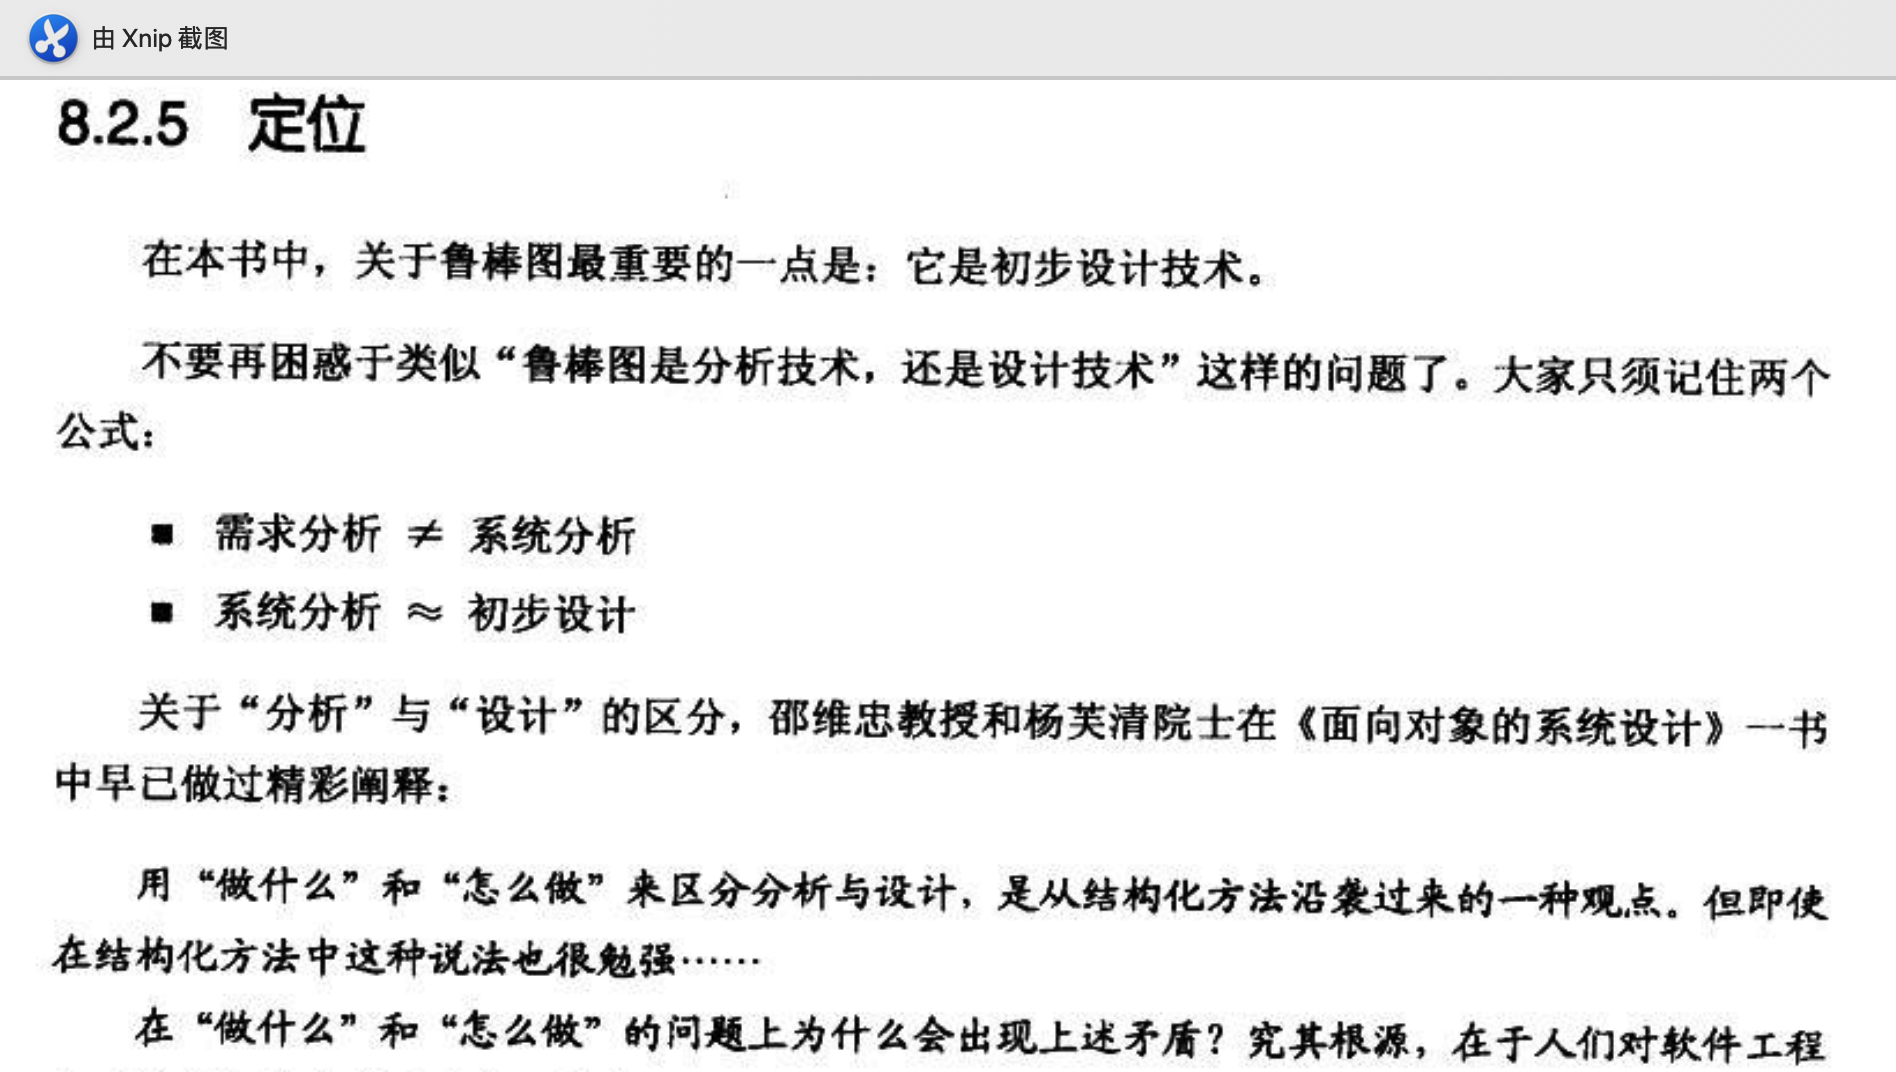 由 Xnip 截图
8.2.5 定位
在本书中，关于鲁棒图最重要的一点是：它是初步设计技术。
不要再困惑于类似“鲁棒图是分析技术，还是设计技术”这样的问题了。大家只须记住两个
公式：
■ 需求分析 ≠ 系统分析
■ 系统分析 ≈ 初步设计
关于“分析”与“设计”的区分，邵维忠教授和杨芙清院士在《面向对象的系统设计》一书
中早已做过精彩阐释：
用“做什么”和“怎么做”来区分分析与设计，是从结构化方法沿袭过来的一种观点。但即使
在结构化方法中这种说法也很勉强……
在“做什么”和“怎么做”的问题上为什么会出现上述矛盾？究其根源，在于人们对软件工程